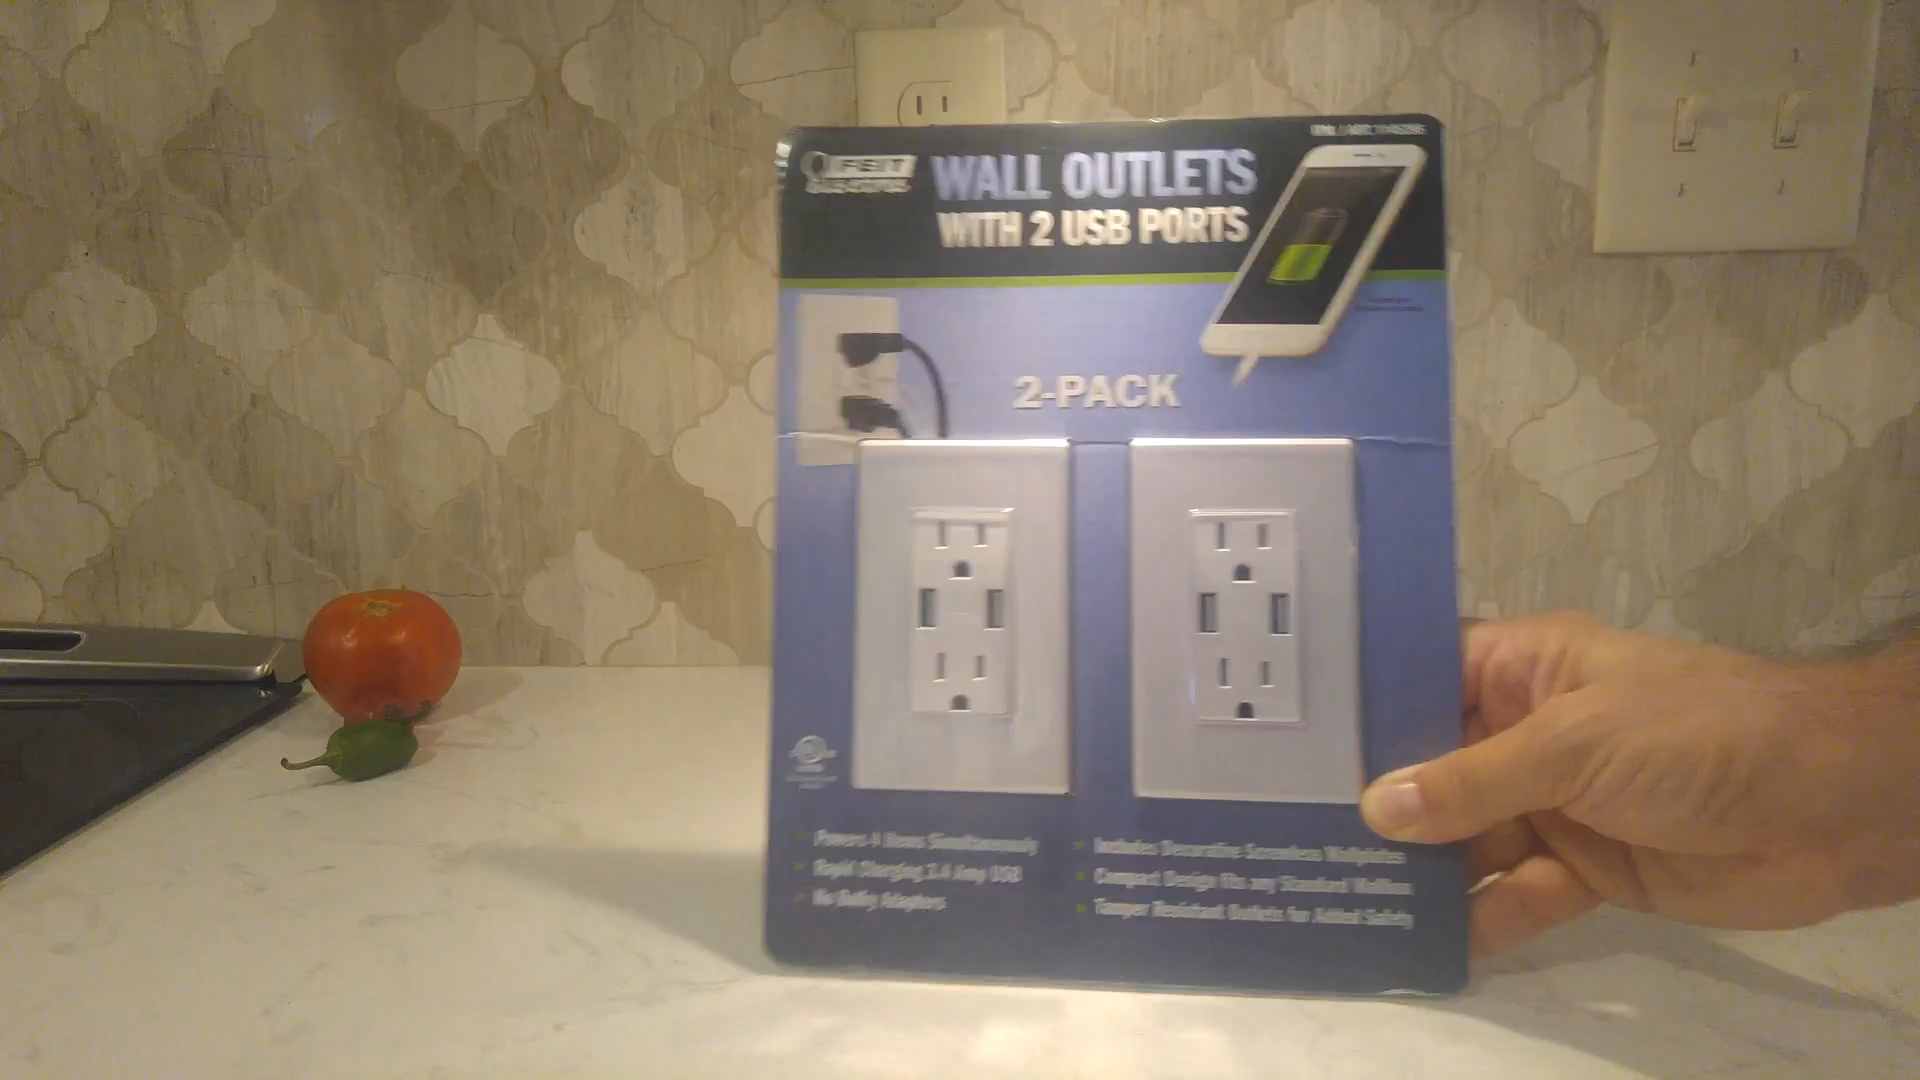 FEIT
ELECTRIC
WALL OUTLETS
WITH 2 USB PORTS
2-PACK
Powers 4 Items Simultaneously
Rapid Charging 3.4 Amp USB
No Bulky Adapters
Includes Decorative Screwless Wallplates
Compact Design fits any Standard Wallbox
Tamper Resistant Outlets for Added Safety